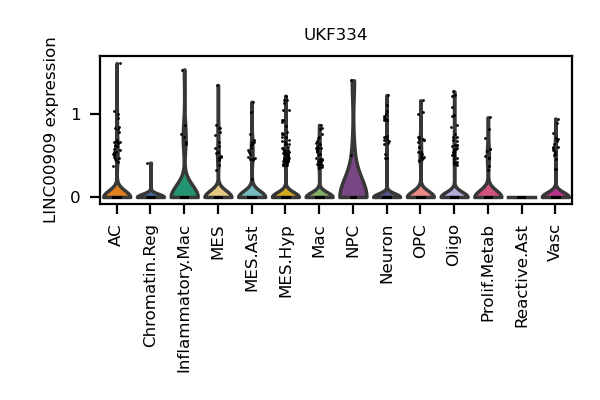 UKF334
LINC00909 expression
1
0
AC
Chromatin.Reg
Inflammatory.Mac
MES
MES.Ast
MES.Hyp
Mac
NPC
Neuron
OPC
Oligo
Prolif.Metab
Reactive.Ast
Vasc